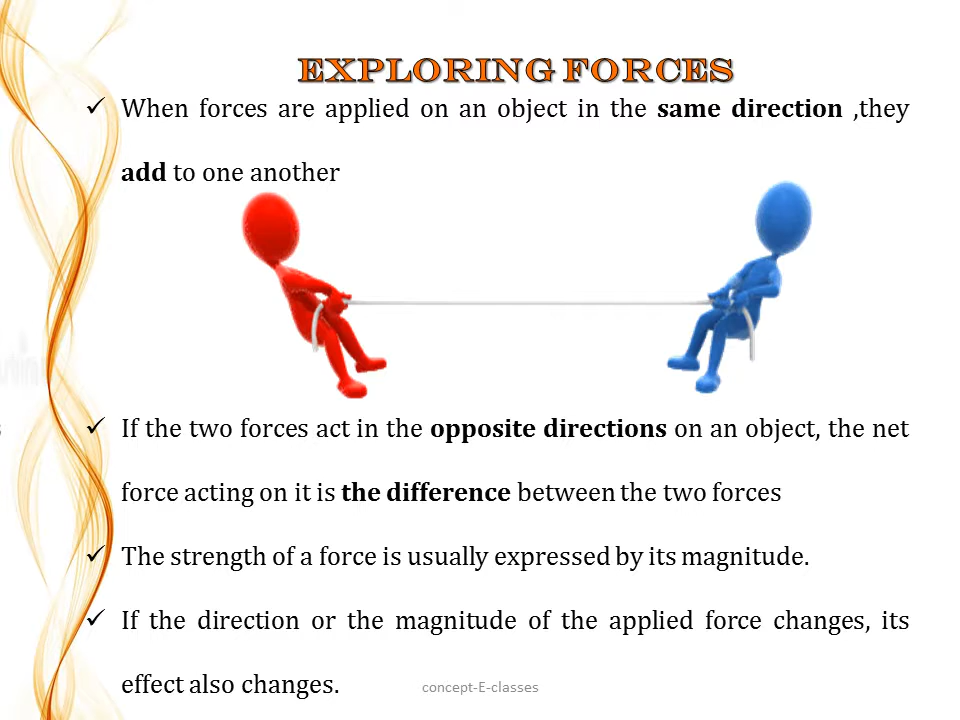 EXPLORING FORCES
✓ When forces are applied on an object in the same direction ,they
add to one another
✓ If the two forces act in the opposite directions on an object, the net
force acting on it is the difference between the two forces
✓ The strength of a force is usually expressed by its magnitude.
✓ If the direction or the magnitude of the applied force changes, its
effect also changes.
concept-E-classes